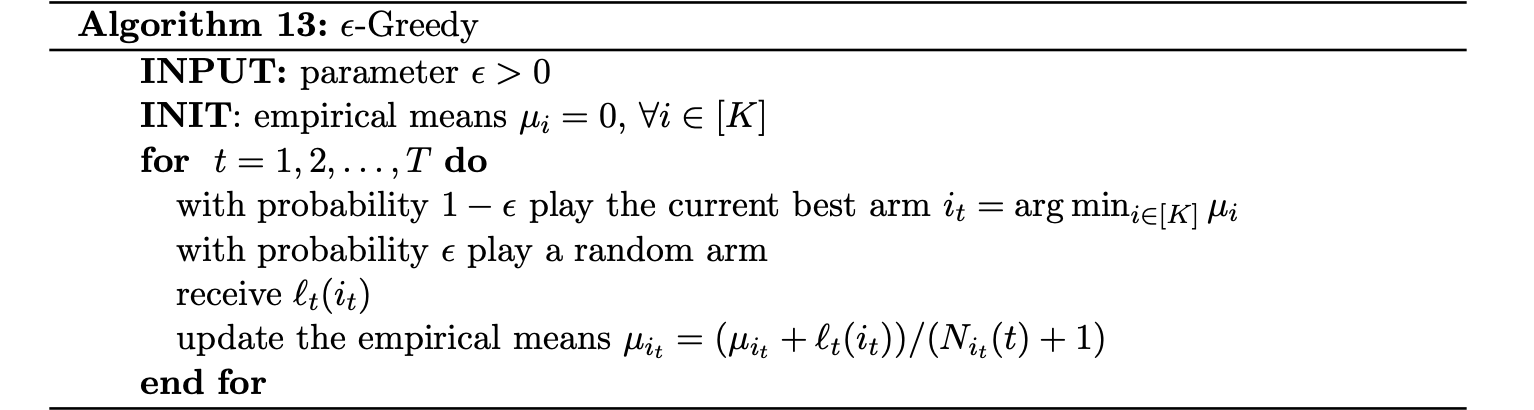 Algorithm 13: ϵ-Greedy
INPUT: parameter ϵ > 0
INIT: empirical means μ_i = 0, ∀i ∈ [K]
for t = 1, 2, . . . , T do
with probability 1 − ϵ play the current best arm i_t = arg min_{i∈[K]} μ_i
with probability ϵ play a random arm
receive ℓ_t(i_t)
update the empirical means μ_{i_t} = (μ_{i_t} + ℓ_t(i_t))/(N_{i_t}(t) + 1)
end for